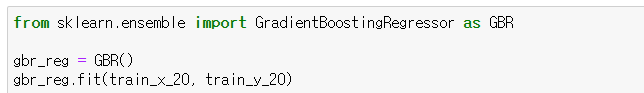 from sklearn.ensemble import GradientBoostingRegressor as GBR
gbr_reg = GBR()
gbr_reg.fit(train_x_20, train_y_20)